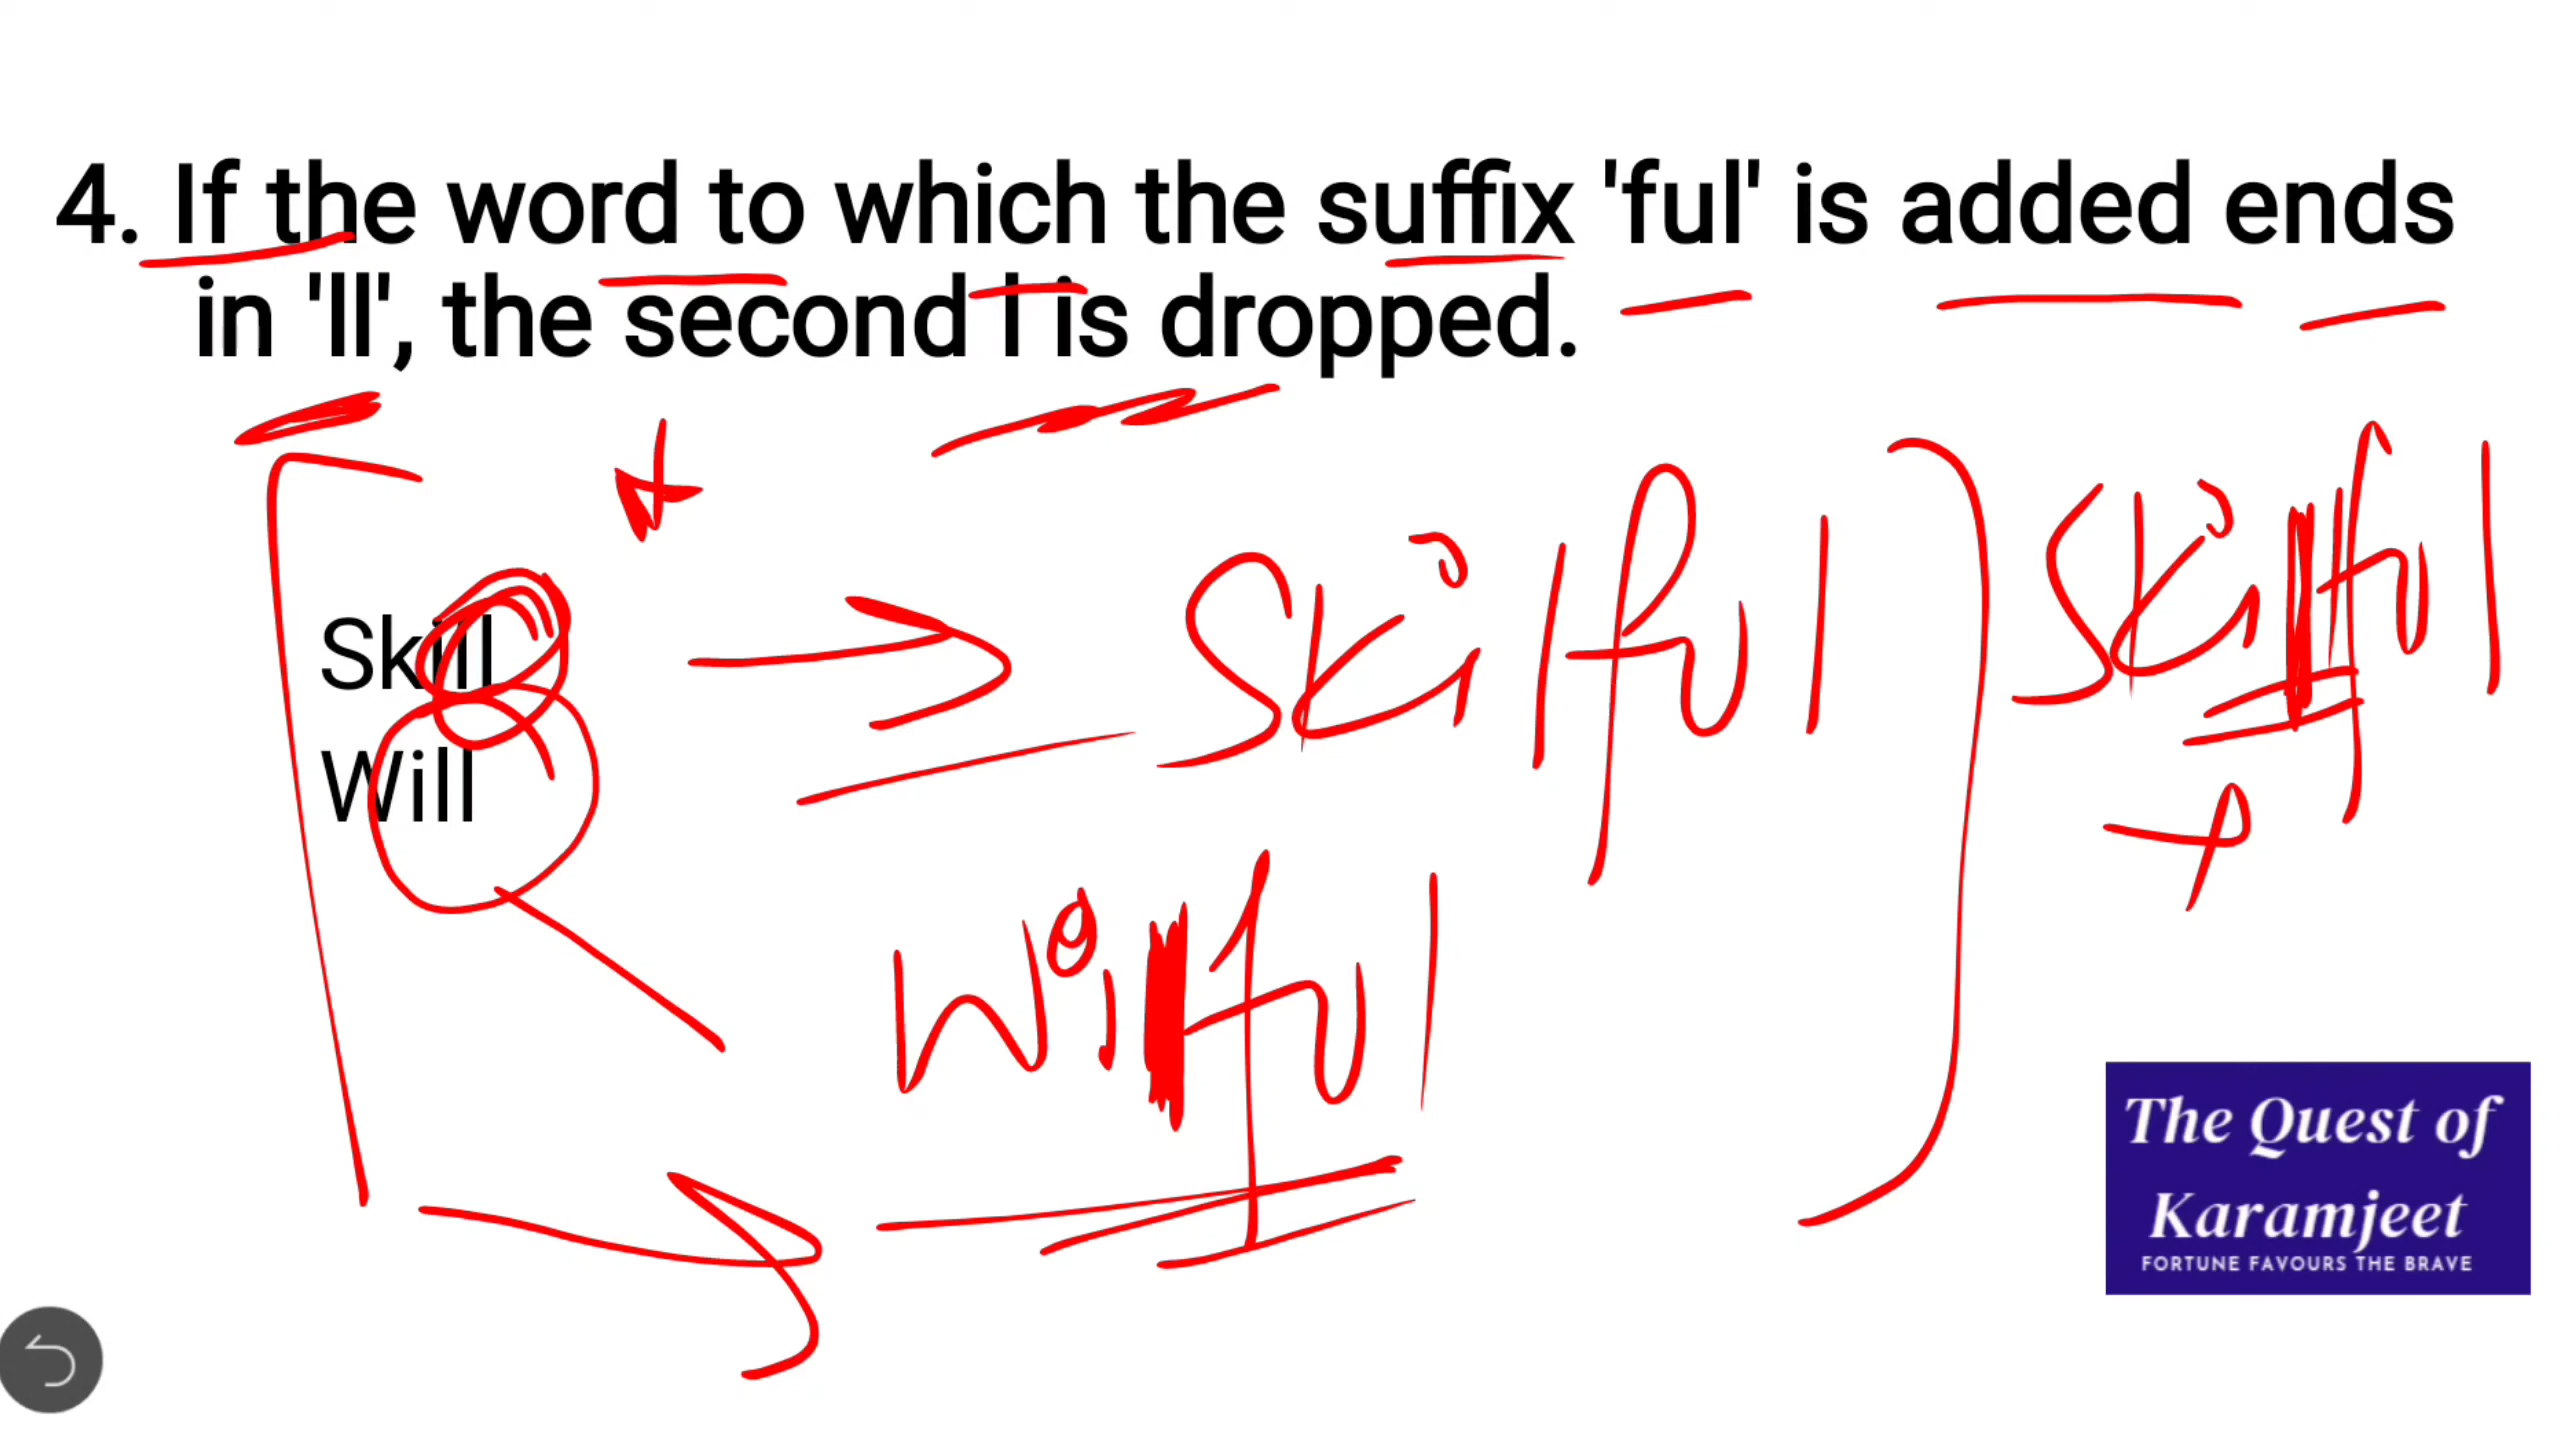 4. If the word to which the suffix 'ful' is added ends
in 'll', the second l is dropped.
Skill
Skilful
Skillful
Will
Wilful
The Quest of
Karamjeet
FORTUNE FAVOURS THE BRAVE